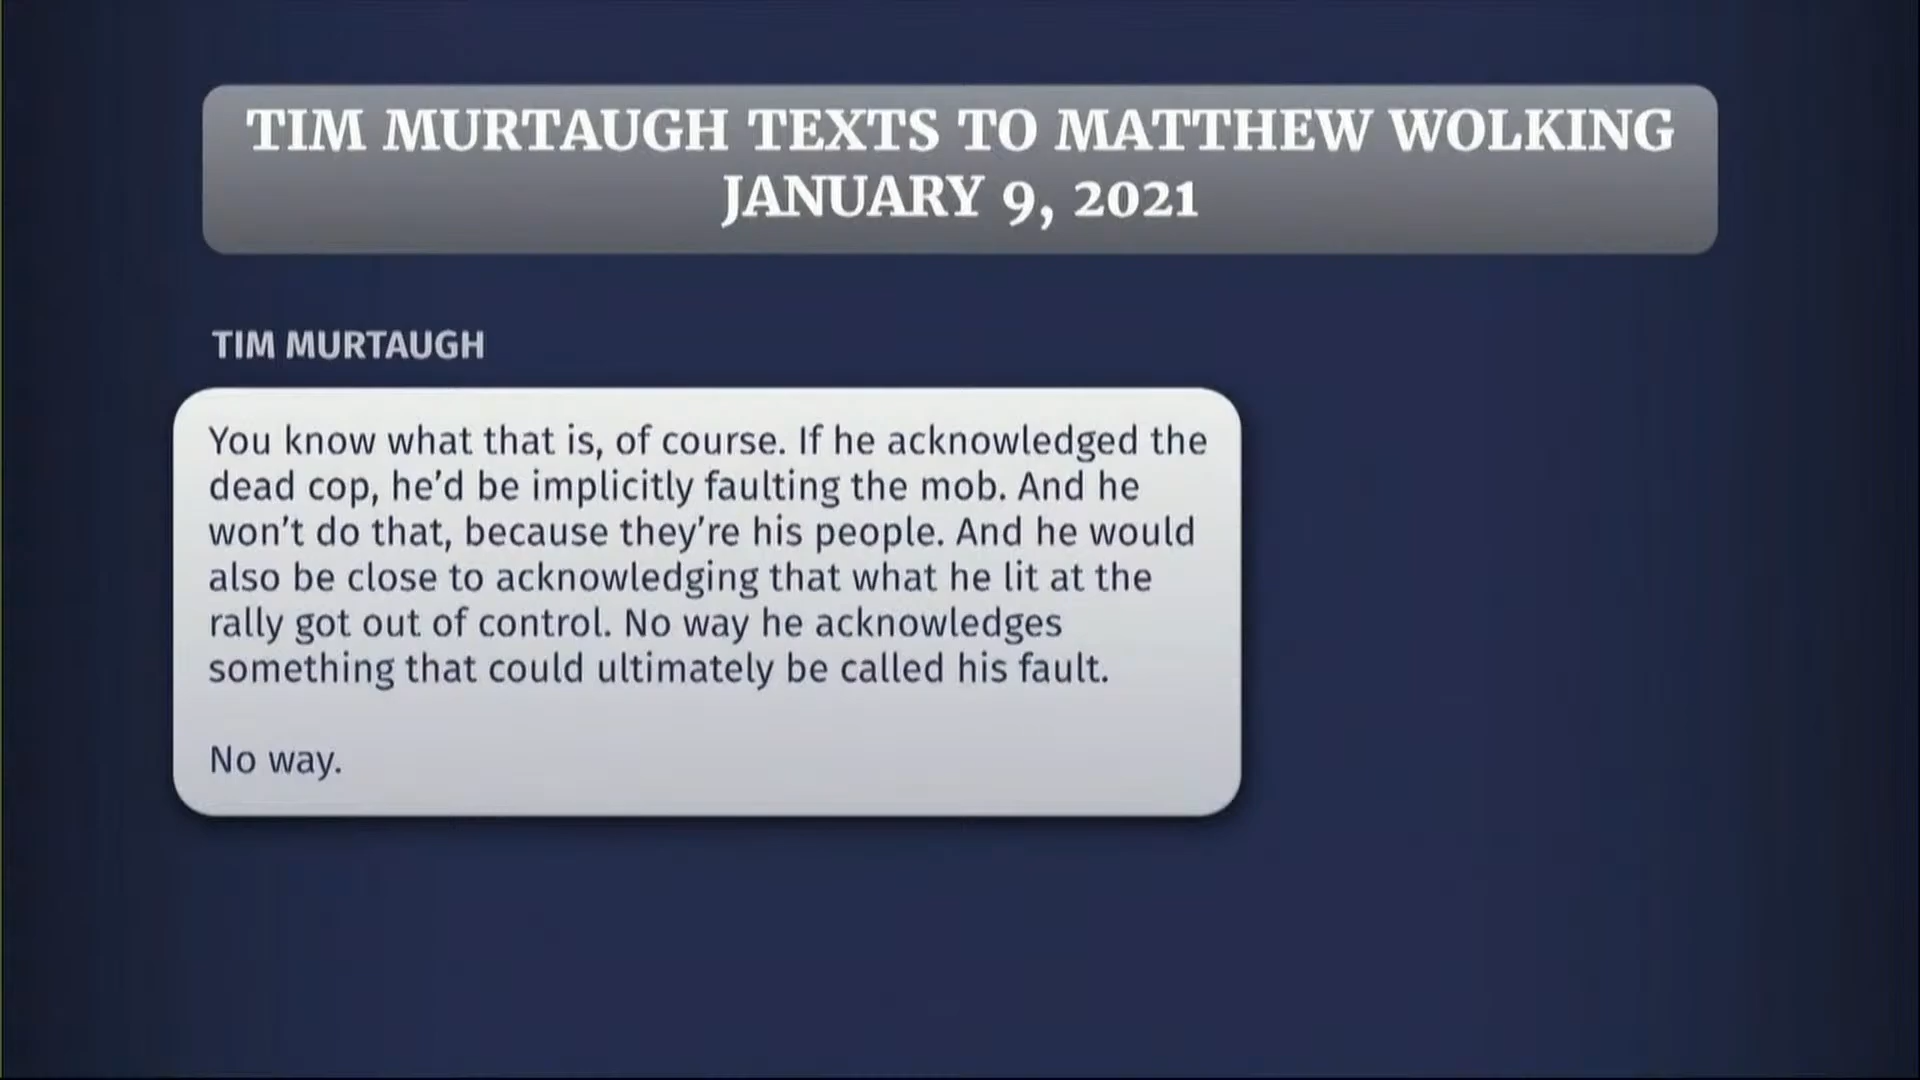 TIM MURTAUGH TEXTS TO MATTHEW WOLKING
JANUARY 9, 2021
TIM MURTAUGH
You know what that is, of course. If he acknowledged the
dead cop, he’d be implicitly faulting the mob. And he
won’t do that, because they’re his people. And he would
also be close to acknowledging that what he lit at the
rally got out of control. No way he acknowledges
something that could ultimately be called his fault.
No way.